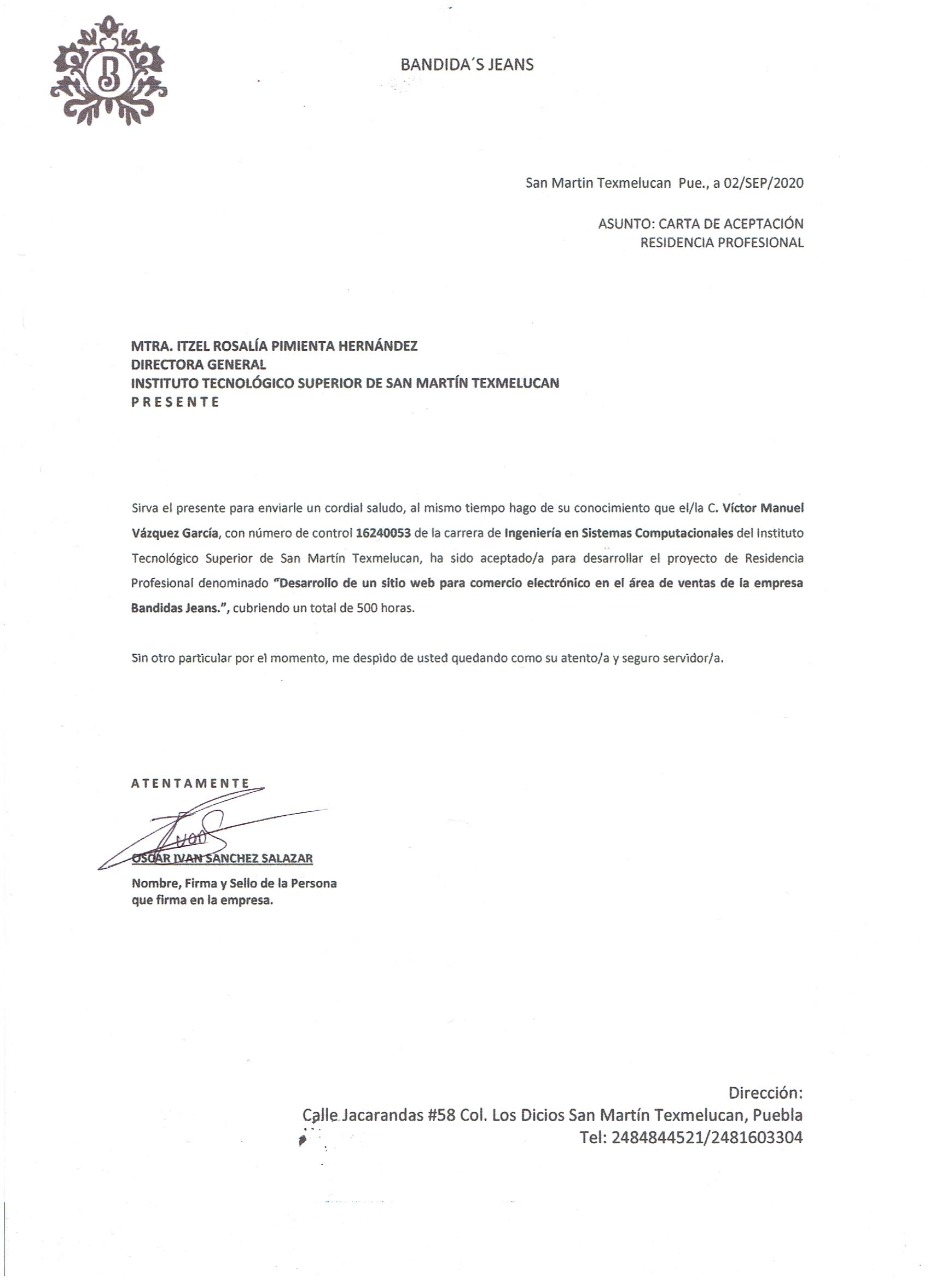 B
BANDIDA´S JEANS
San Martin Texmelucan Pue., a 02/SEP/2020
ASUNTO: CARTA DE ACEPTACIÓN
RESIDENCIA PROFESIONAL
MTRA. ITZEL ROSALÍA PIMIENTA HERNÁNDEZ
DIRECTORA GENERAL
INSTITUTO TECNOLÓGICO SUPERIOR DE SAN MARTÍN TEXMELUCAN
P R E S E N T E
Sirva el presente para enviarle un cordial saludo, al mismo tiempo hago de su conocimiento que el/la C. Víctor Manuel
Vázquez García, con número de control 16240053 de la carrera de Ingeniería en Sistemas Computacionales del Instituto
Tecnológico Superior de San Martín Texmelucan, ha sido aceptado/a para desarrollar el proyecto de Residencia
Profesional denominado "Desarrollo de un sitio web para comercio electrónico en el área de ventas de la empresa
Bandidas Jeans.", cubriendo un total de 500 horas.
Sin otro particular por el momento, me despido de usted quedando como su atento/a y seguro servidor/a.
A T E N T A M E N T E
OSCAR IVAN SANCHEZ SALAZAR
Nombre, Firma y Sello de la Persona
que firma en la empresa.
Dirección:
Calle Jacarandas #58 Col. Los Dicios San Martín Texmelucan, Puebla
Tel: 2484844521/2481603304